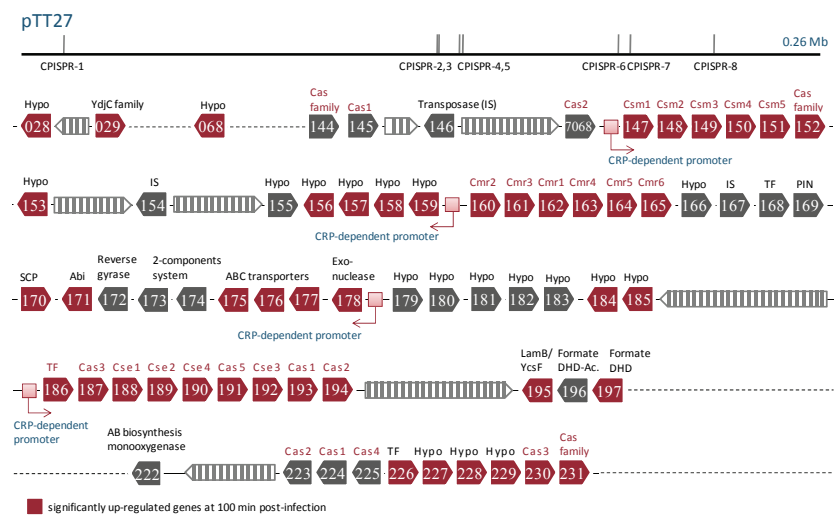 pTT27
0.26 Mb
CPISPR-1 CPISPR-2,3 CPISPR-4,5 CPISPR-6 CPISPR-7 CPISPR-8
Hypo YdjC family Hypo Cas family Cas1 Transposase (IS) Cas2 Csm1 Csm2 Csm3 Csm4 Csm5 Cas family
028 029 068 144 145 146 7068 147 148 149 150 151 152
CRP-dependent promoter
Hypo IS Hypo Hypo Hypo Hypo Hypo Cmr2 Cmr3 Cmr1 Cmr4 Cmr5 Cmr6 Hypo IS TF PIN
153 154 155 156 157 158 159 160 161 162 163 164 165 166 167 168 169
CRP-dependent promoter
SCP Abi Reverse gyrase 2-components system ABC transporters Exo-nuclease Hypo Hypo Hypo Hypo Hypo Hypo Hypo
170 171 172 173 174 175 176 177 178 179 180 181 182 183 184 185
CRP-dependent promoter
TF Cas3 Cse1 Cse2 Cse4 Cas5 Cse3 Cas1 Cas2 LamB/YcsF Formate DHD-Ac. Formate DHD
186 187 188 189 190 191 192 193 194 195 196 197
CRP-dependent promoter
AB biosynthesis monooxygenase Cas2 Cas1 Cas4 TF Hypo Hypo Hypo Cas3 Cas family
222 223 224 225 226 227 228 229 230 231
significantly up-regulated genes at 100 min post-infection